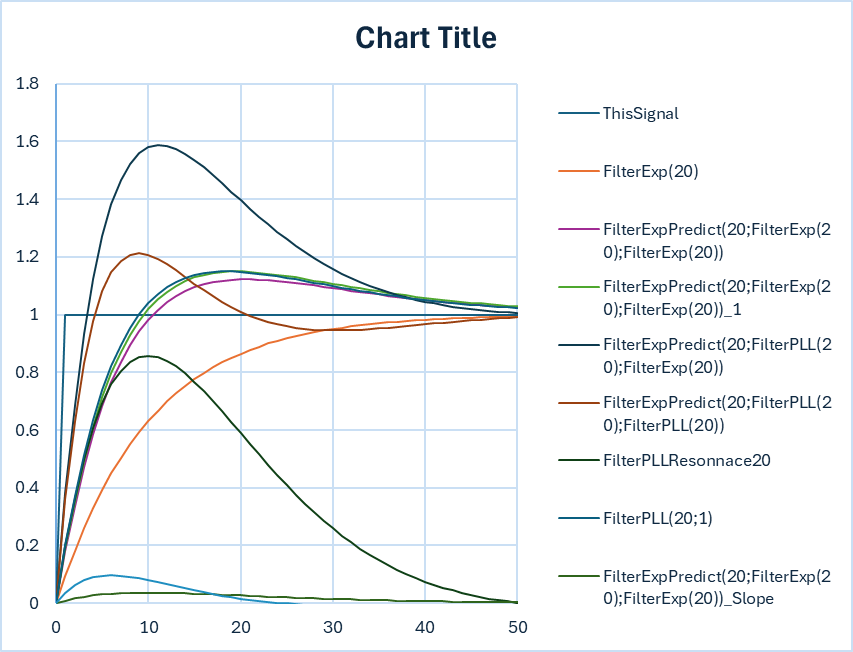 Chart Title
1.8
1.6
1.4
1.2
1
0.8
0.6
0.4
0.2
0
0 10 20 30 40 50
ThisSignal
FilterExp(20)
FilterExpPredict(20;FilterExp(2
0);FilterExp(20))
FilterExpPredict(20;FilterExp(2
0);FilterExp(20))_1
FilterExpPredict(20;FilterPLL(2
0);FilterExp(20))
FilterExpPredict(20;FilterPLL(2
0);FilterPLL(20))
FilterPLLResonnace20
FilterPLL(20;1)
FilterExpPredict(20;FilterExp(2
0);FilterExp(20))_Slope